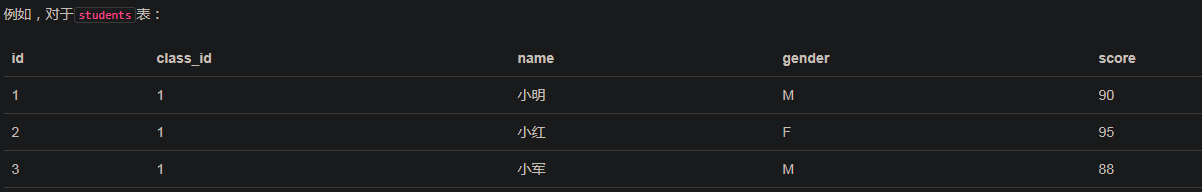 例如，对于students表：
id class_id name gender score
1 1 小明 M 90
2 1 小红 F 95
3 1 小军 M 88